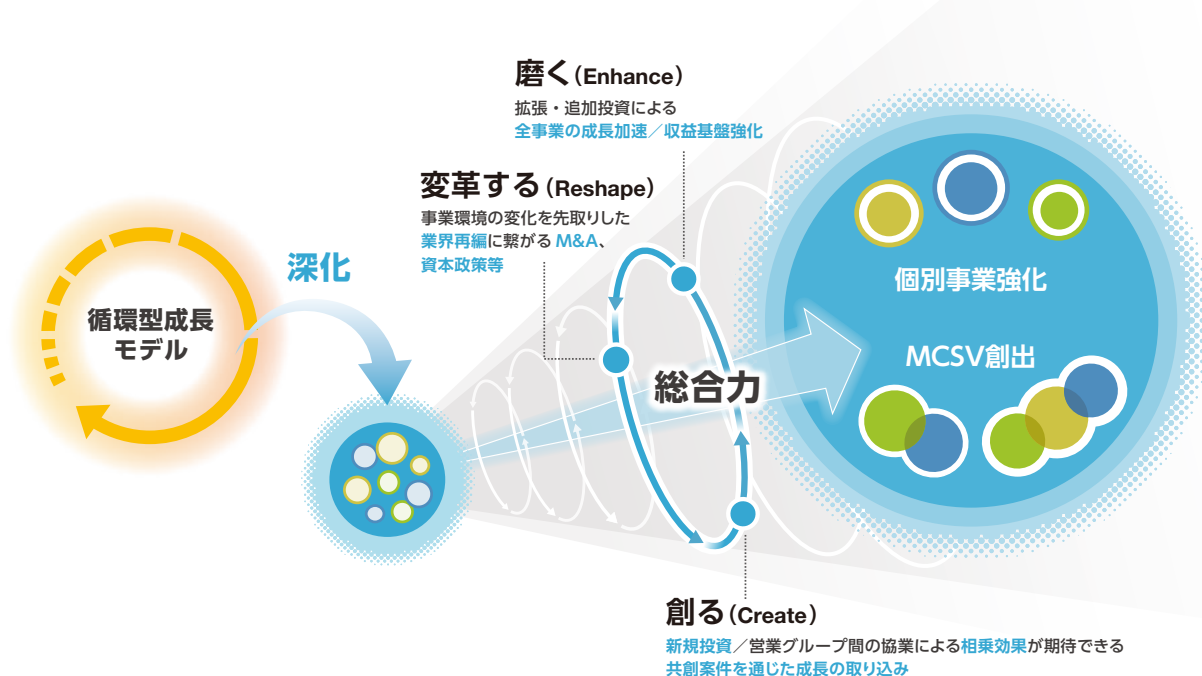 磨く(Enhance)
拡張・追加投資による
全事業の成長加速／収益基盤強化
変革する(Reshape)
事業環境の変化を先取りした
業界再編に繋がる M&A、
資本政策等
深化
循環型成長
モデル
総合力
個別事業強化
MCSV創出
創る(Create)
新規投資／営業グループ間の協業による相乗効果が期待できる
共創案件を通じた成長の取り込み